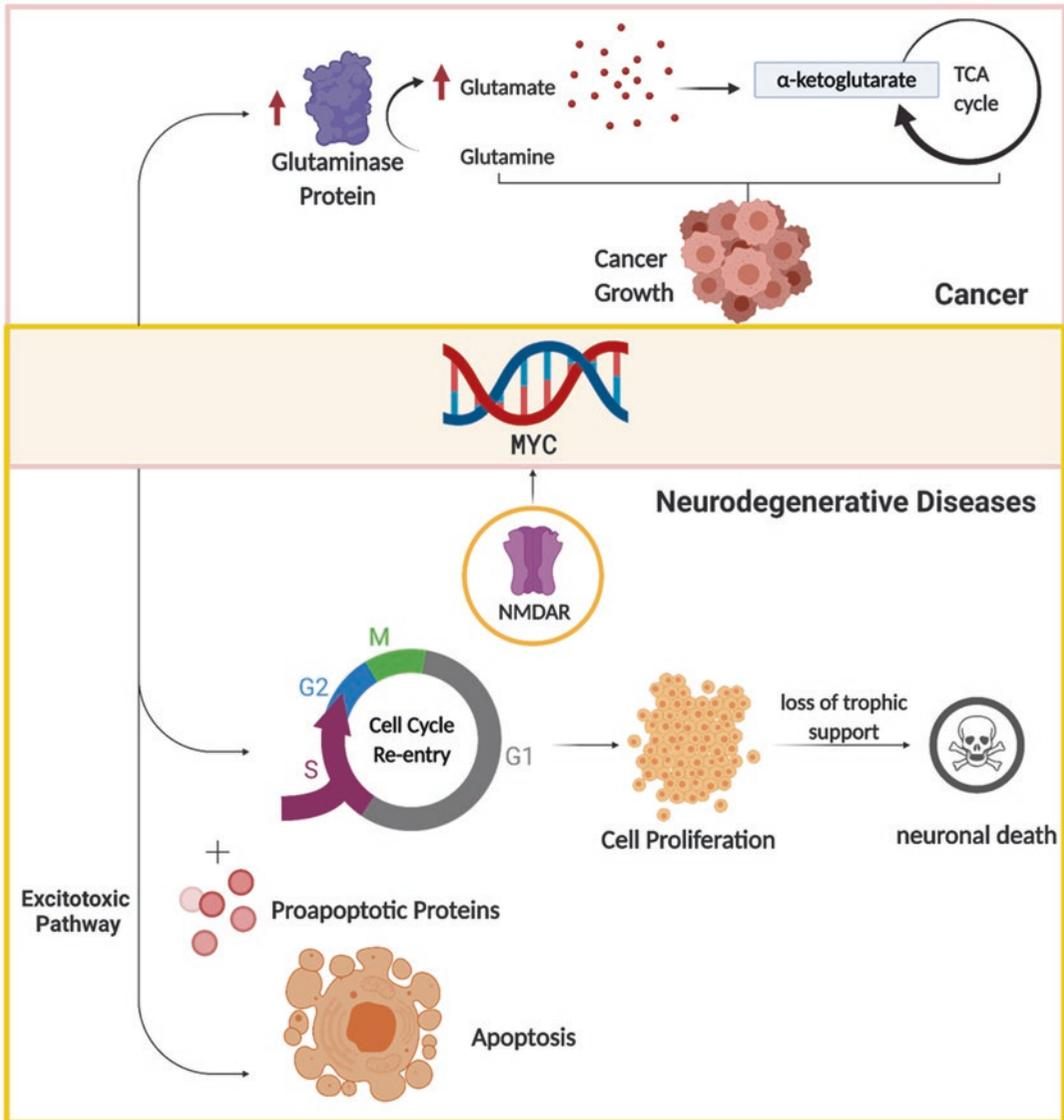 Glutaminase
Protein
Glutamate
Glutamine
α-ketoglutarate
TCA
cycle
Cancer
Growth
Cancer
MYC
Neurodegenerative Diseases
NMDAR
M
G2
S
G1
Cell Cycle
Re-entry
Cell Proliferation
loss of trophic
support
neuronal death
+
Excitotoxic
Pathway
Proapoptotic Proteins
Apoptosis